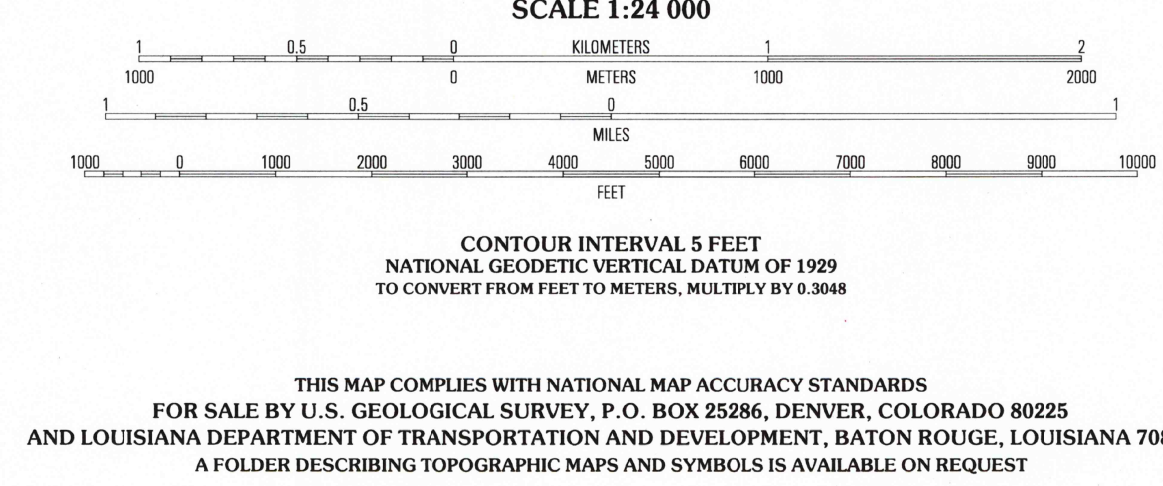 SCALE 1:24 000
1 0.5 0 KILOMETERS 1 2
1000 0 METERS 1000 2000
1 0.5 0 1
MILES
1000 0 1000 2000 3000 4000 5000 6000 7000 8000 9000 10000
FEET
CONTOUR INTERVAL 5 FEET
NATIONAL GEODETIC VERTICAL DATUM OF 1929
TO CONVERT FROM FEET TO METERS, MULTIPLY BY 0.3048
THIS MAP COMPLIES WITH NATIONAL MAP ACCURACY STANDARDS
FOR SALE BY U.S. GEOLOGICAL SURVEY, P.O. BOX 25286, DENVER, COLORADO 80225
AND LOUISIANA DEPARTMENT OF TRANSPORTATION AND DEVELOPMENT, BATON ROUGE, LOUISIANA
A FOLDER DESCRIBING TOPOGRAPHIC MAPS AND SYMBOLS IS AVAILABLE ON REQUEST